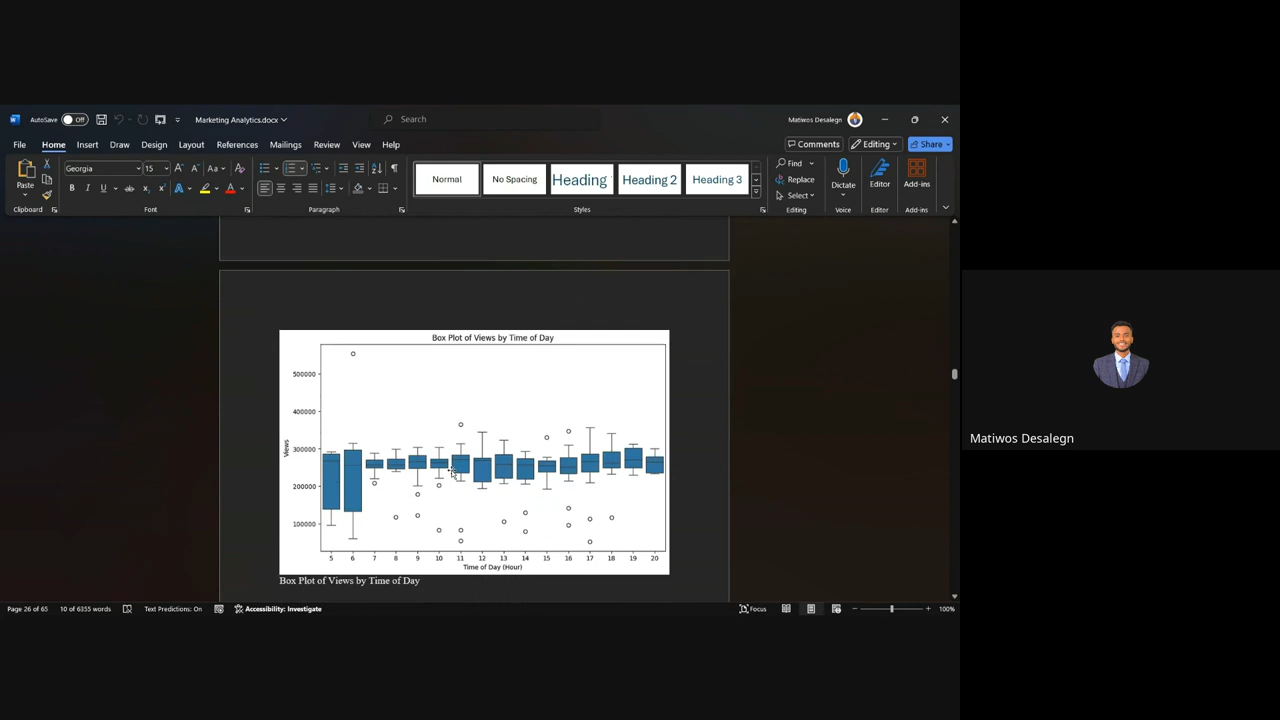 AutoSave Off Marketing Analytics.docx Search Matiwos Desalegn
File Home Insert Draw Design Layout References Mailings Review View Help Comments Editing Share
Paste Georgia 15 Aa Normal No Spacing Heading Heading 2 Heading 3 Find Replace Select Dictate Editor Add-ins
Clipboard Font Paragraph Styles Editing Voice Editor Add-ins
Box Plot of Views by Time of Day
500000
400000
300000
200000
100000
Views
5 6 7 8 9 10 11 12 13 14 15 16 17 18 19 20
Time of Day (Hour)
Box Plot of Views by Time of Day
Matiwos Desalegn
Page 26 of 65 10 of 6355 words Text Predictions: On Accessibility: Investigate Focus 100%